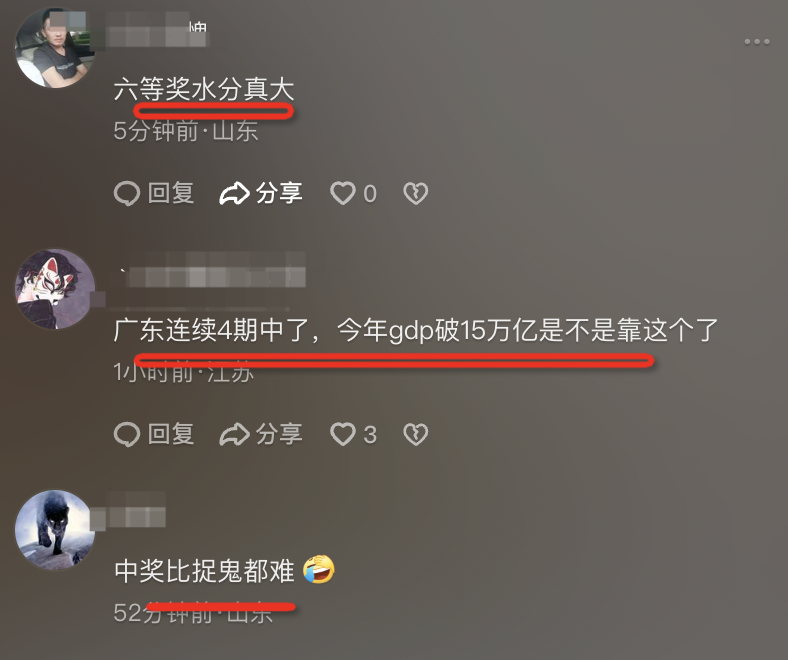 六等奖水分真大
5分钟前·山东
回复 分享 0
广东连续4期中了，今年gdp破15万亿是不是靠这个了
1小时前·江苏
回复 分享 3
中奖比捉鬼都难
52分钟前·山东